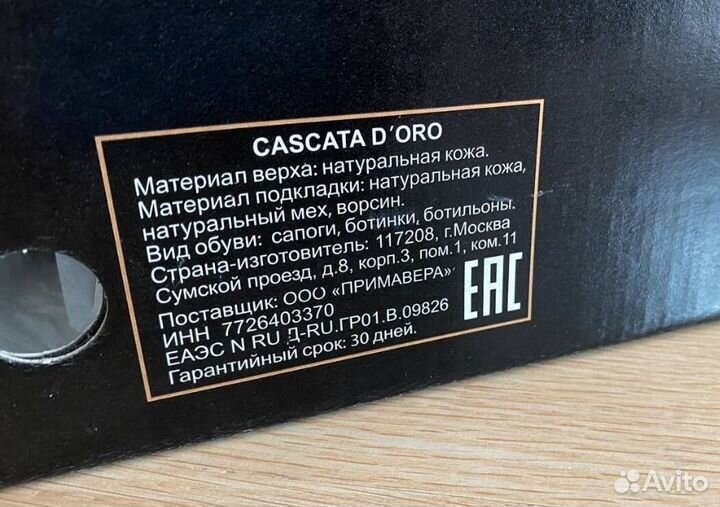 CASCATA D´ORO
Материал верха: натуральная кожа.
Материал подкладки: натуральная кожа,
натуральный мех, ворсин.
Вид обуви: сапоги, ботинки, ботильоны.
Страна-изготовитель: 117208, г.Москва
Сумской проезд, д.8, корп.3, пом.1, ком.11
Поставщик: ООО «ПРИМАВЕРА»
ИНН 7726403370
ЕАЭС N RU Д-RU.ГР01.В.09826
Гарантийный срок: 30 дней.
EAC
Avito